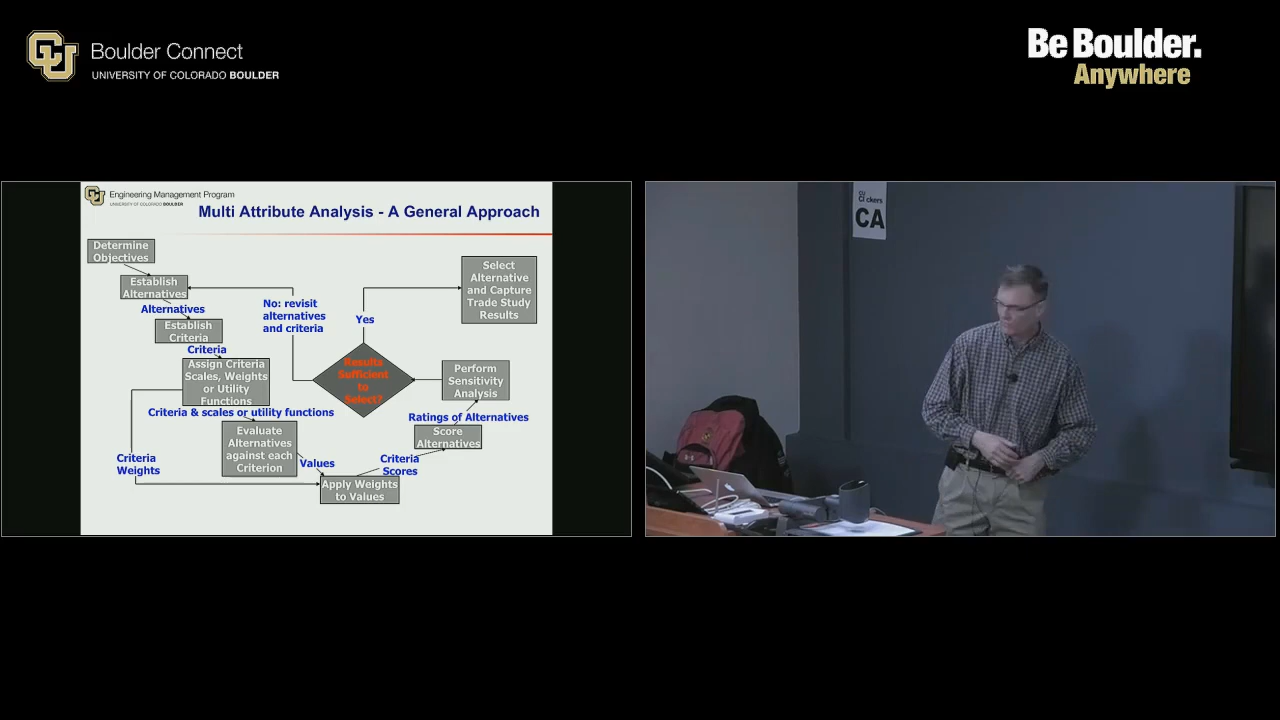 Boulder Connect
UNIVERSITY OF COLORADO BOULDER
Be Boulder.
Anywhere
Engineering Management Program
UNIVERSITY OF COLORADO BOULDER
Multi Attribute Analysis - A General Approach
Determine
Objectives
Establish
Alternatives
Alternatives
Establish
Criteria
Criteria
Assign Criteria
Scales, Weights
or Utility
Functions
Criteria & scales or utility functions
Evaluate
Alternatives
against each
Criterion
Criteria
Weights
Values
Apply Weights
to Values
Criteria
Scores
Score
Alternatives
Ratings of Alternatives
Perform
Sensitivity
Analysis
Results
Sufficient
to
Select?
No: revisit
alternatives
and criteria
Yes
Select
Alternative
and Capture
Trade Study
Results
CA